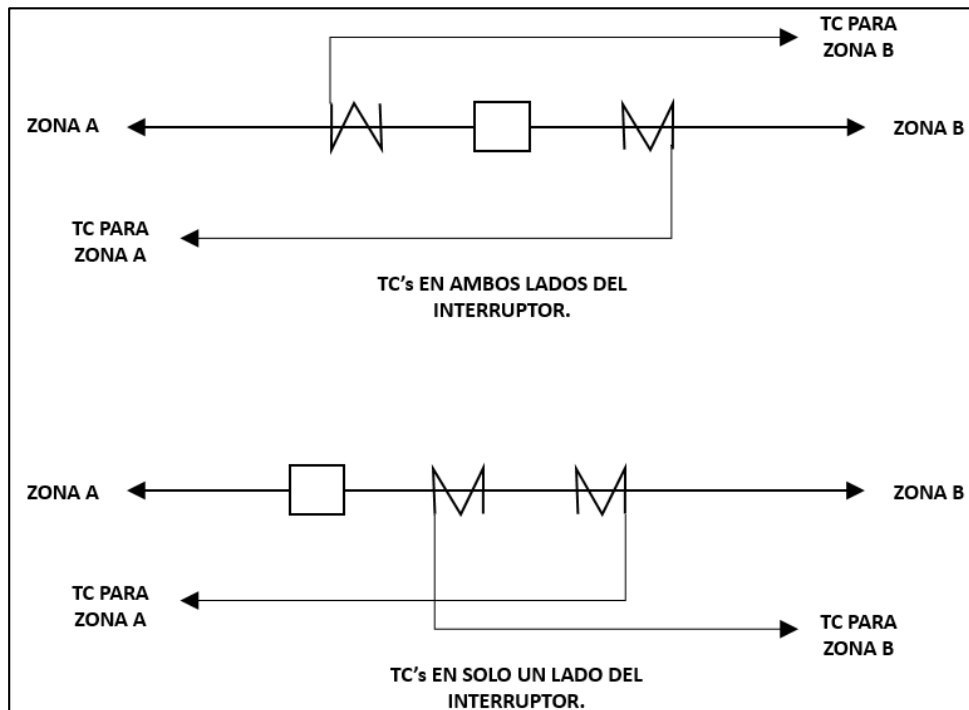 TC PARA
ZONA B
ZONA A
ZONA B
TC PARA
ZONA A
TC's EN AMBOS LADOS DEL
INTERRUPTOR.
ZONA A
ZONA B
TC PARA
ZONA A
TC PARA
ZONA B
TC's EN SOLO UN LADO DEL
INTERRUPTOR.